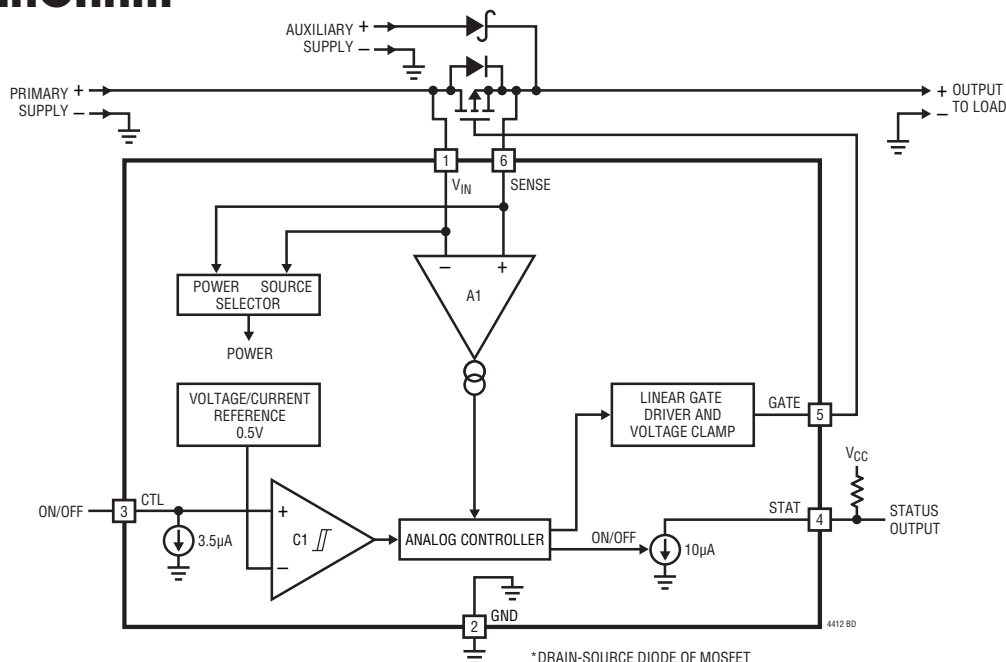 AUXILIARY +
SUPPLY –
PRIMARY +
SUPPLY –
+ OUTPUT
– TO LOAD
1
6
VIN
SENSE
– +
A1
POWER SOURCE
SELECTOR
POWER
VOLTAGE/CURRENT
REFERENCE
0.5V
LINEAR GATE
DRIVER AND
VOLTAGE CLAMP
GATE
5
VCC
ON/OFF
3
CTL
3.5µA
+
C1
–
ANALOG CONTROLLER
ON/OFF
10µA
STAT
4
STATUS
OUTPUT
2
GND
4412 BD
*DRAIN-SOURCE DIODE OF MOSFET